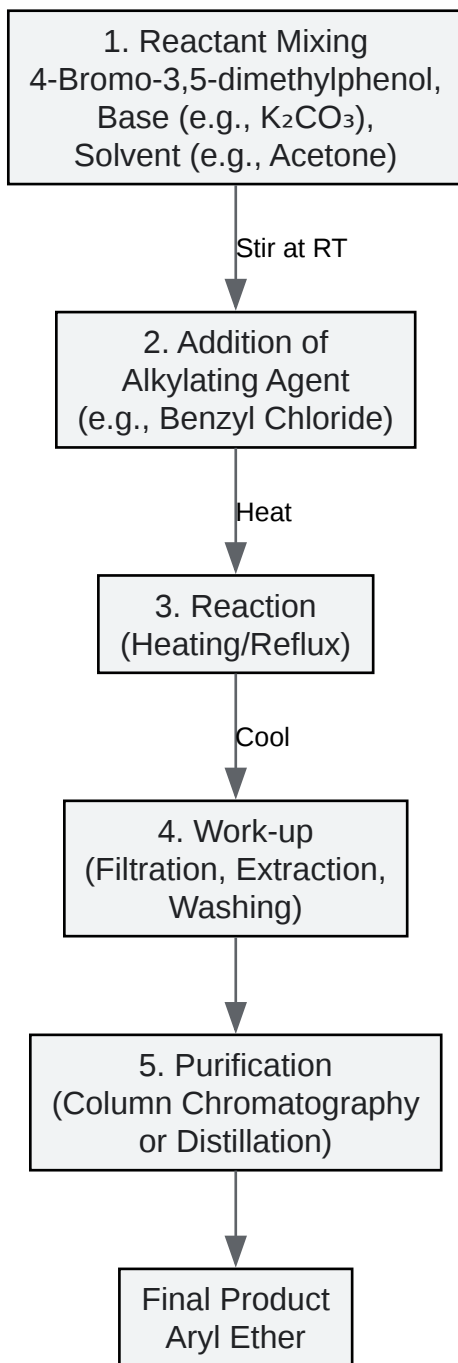 1. Reactant Mixing
4-Bromo-3,5-dimethylphenol,
Base (e.g., K₂CO₃),
Solvent (e.g., Acetone)
Stir at RT
2. Addition of
Alkylating Agent
(e.g., Benzyl Chloride)
Heat
3. Reaction
(Heating/Reflux)
Cool
4. Work-up
(Filtration, Extraction,
Washing)
5. Purification
(Column Chromatography
or Distillation)
Final Product
Aryl Ether